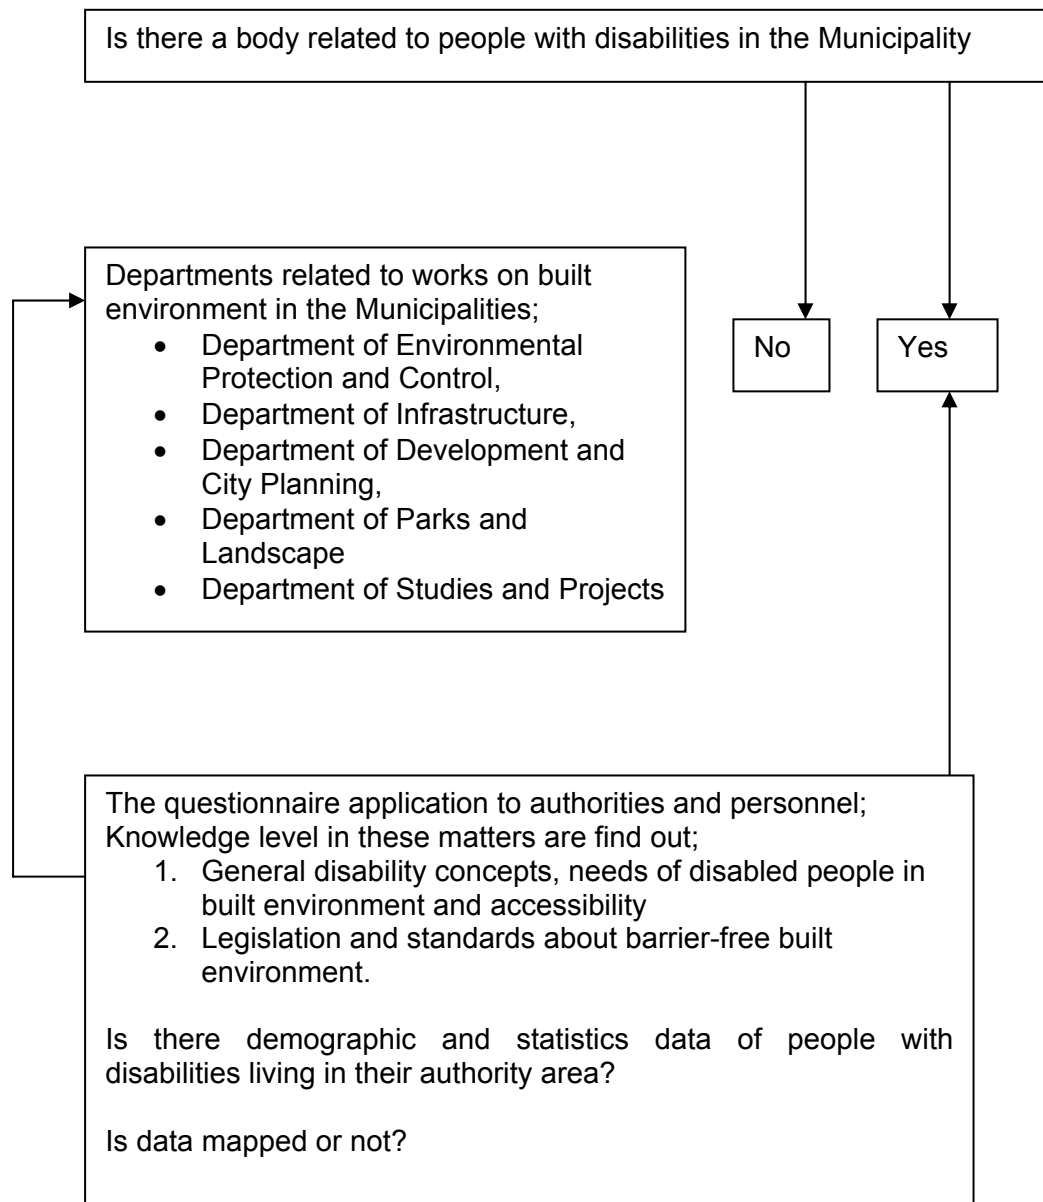 Is there a body related to people with disabilities in the Municipality
Departments related to works on built
environment in the Municipalities;
• Department of Environmental
Protection and Control,
• Department of Infrastructure,
• Department of Development and
City Planning,
• Department of Parks and
Landscape
• Department of Studies and Projects
No
Yes
The questionnaire application to authorities and personnel;
Knowledge level in these matters are find out;
1. General disability concepts, needs of disabled people in
built environment and accessibility
2. Legislation and standards about barrier-free built
environment.
Is there demographic and statistics data of people with
disabilities living in their authority area?
Is data mapped or not?